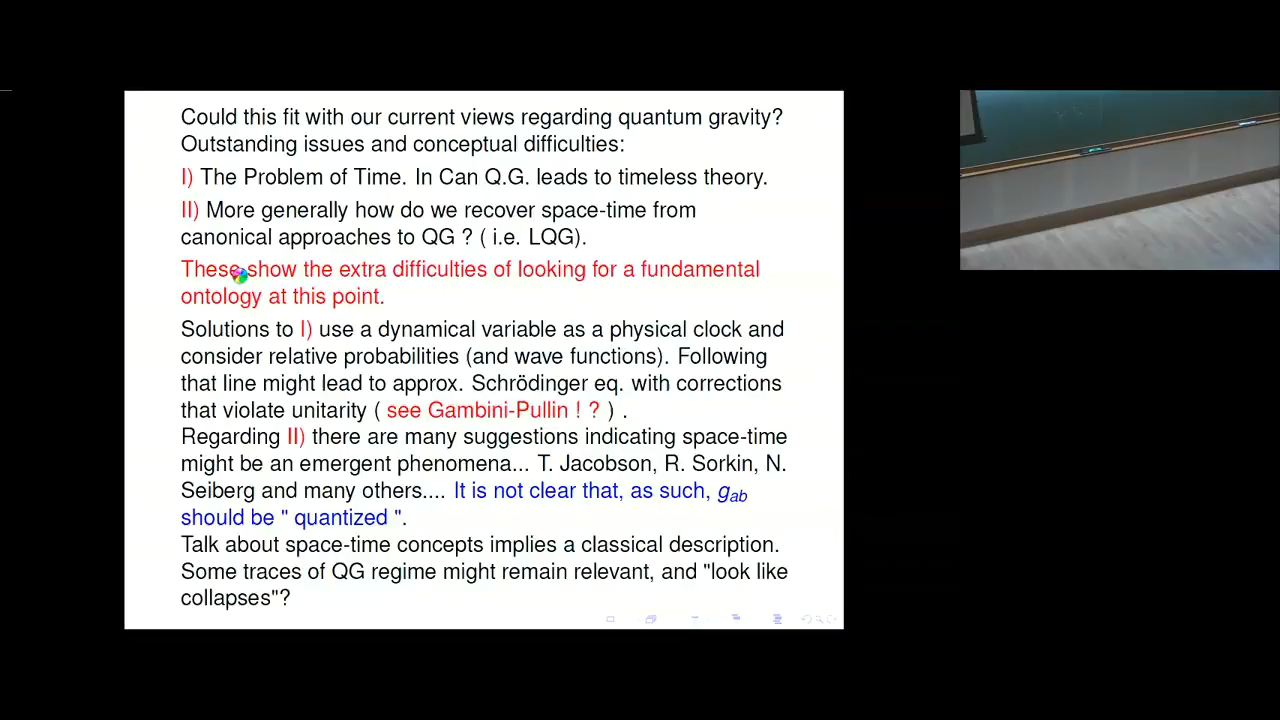 Could this fit with our current views regarding quantum gravity?
Outstanding issues and conceptual difficulties:
I) The Problem of Time. In Can Q.G. leads to timeless theory.
II) More generally how do we recover space-time from
canonical approaches to QG ? ( i.e. LQG).
These show the extra difficulties of looking for a fundamental
ontology at this point.
Solutions to I) use a dynamical variable as a physical clock and
consider relative probabilities (and wave functions). Following
that line might lead to approx. Schrödinger eq. with corrections
that violate unitarity ( see Gambini-Pullin ! ? ) .
Regarding II) there are many suggestions indicating space-time
might be an emergent phenomena... T. Jacobson, R. Sorkin, N.
Seiberg and many others.... It is not clear that, as such, gab
should be " quantized ".
Talk about space-time concepts implies a classical description.
Some traces of QG regime might remain relevant, and "look like
collapses"?